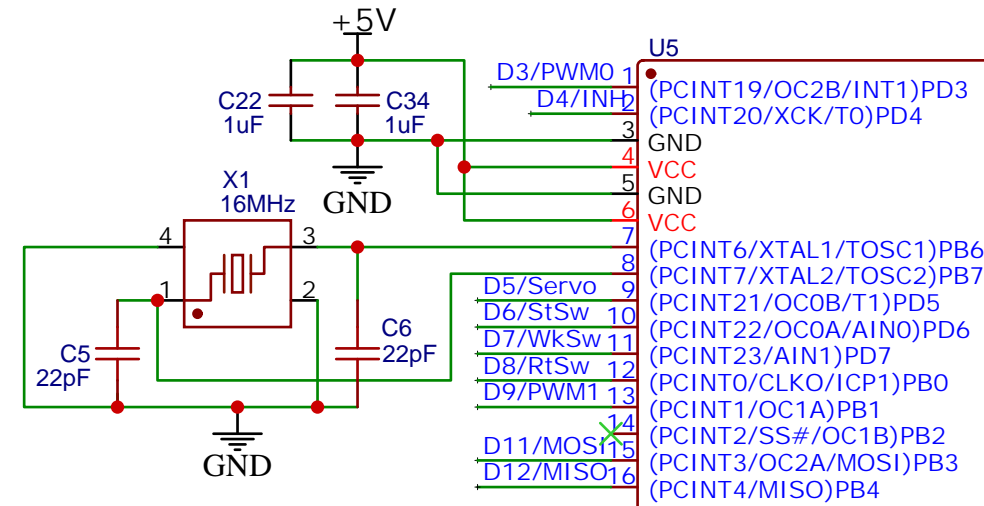 +5V
C22
1uF
C34
1uF
GND
X1
16MHz
4
3
1
2
C5
22pF
C6
22pF
GND
U5
D3/PWM0 1 (PCINT19/OC2B/INT1)PD3
D4/INH 2 (PCINT20/XCK/T0)PD4
3 GND
4 VCC
5 GND
6 VCC
7 (PCINT6/XTAL1/TOSC1)PB6
8 (PCINT7/XTAL2/TOSC2)PB7
D5/Servo 9 (PCINT21/OC0B/T1)PD5
D6/StSw 10 (PCINT22/OC0A/AIN0)PD6
D7/WkSw 11 (PCINT23/AIN1)PD7
D8/RtSw 12 (PCINT0/CLKO/ICP1)PB0
D9/PWM1 13 (PCINT1/OC1A)PB1
14 (PCINT2/SS#/OC1B)PB2
D11/MOSI 15 (PCINT3/OC2A/MOSI)PB3
D12/MISO 16 (PCINT4/MISO)PB4